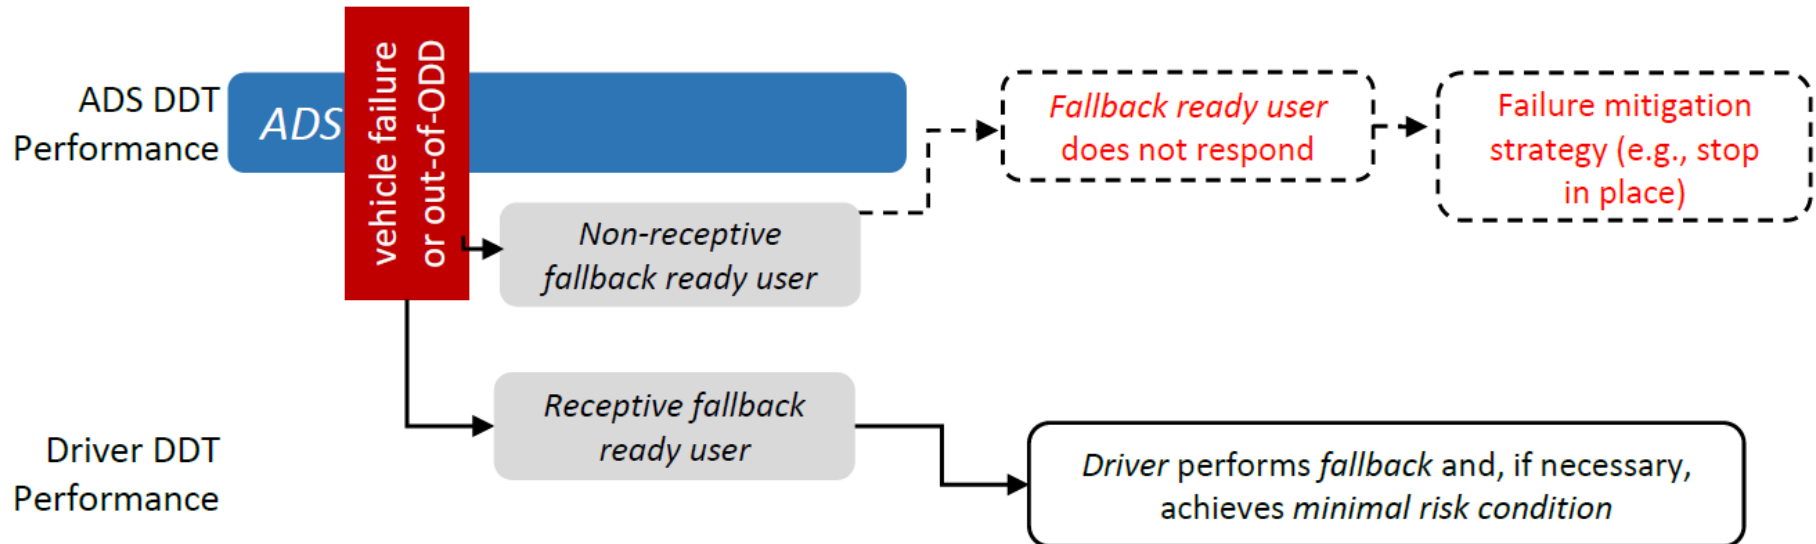 ADS DDT
Performance
ADS
vehicle failure
or out-of-ODD
Fallback ready user
does not respond
Failure mitigation
strategy (e.g., stop
in place)
Non-receptive
fallback ready user
Receptive fallback
ready user
Driver DDT
Performance
Driver performs fallback and, if necessary,
achieves minimal risk condition